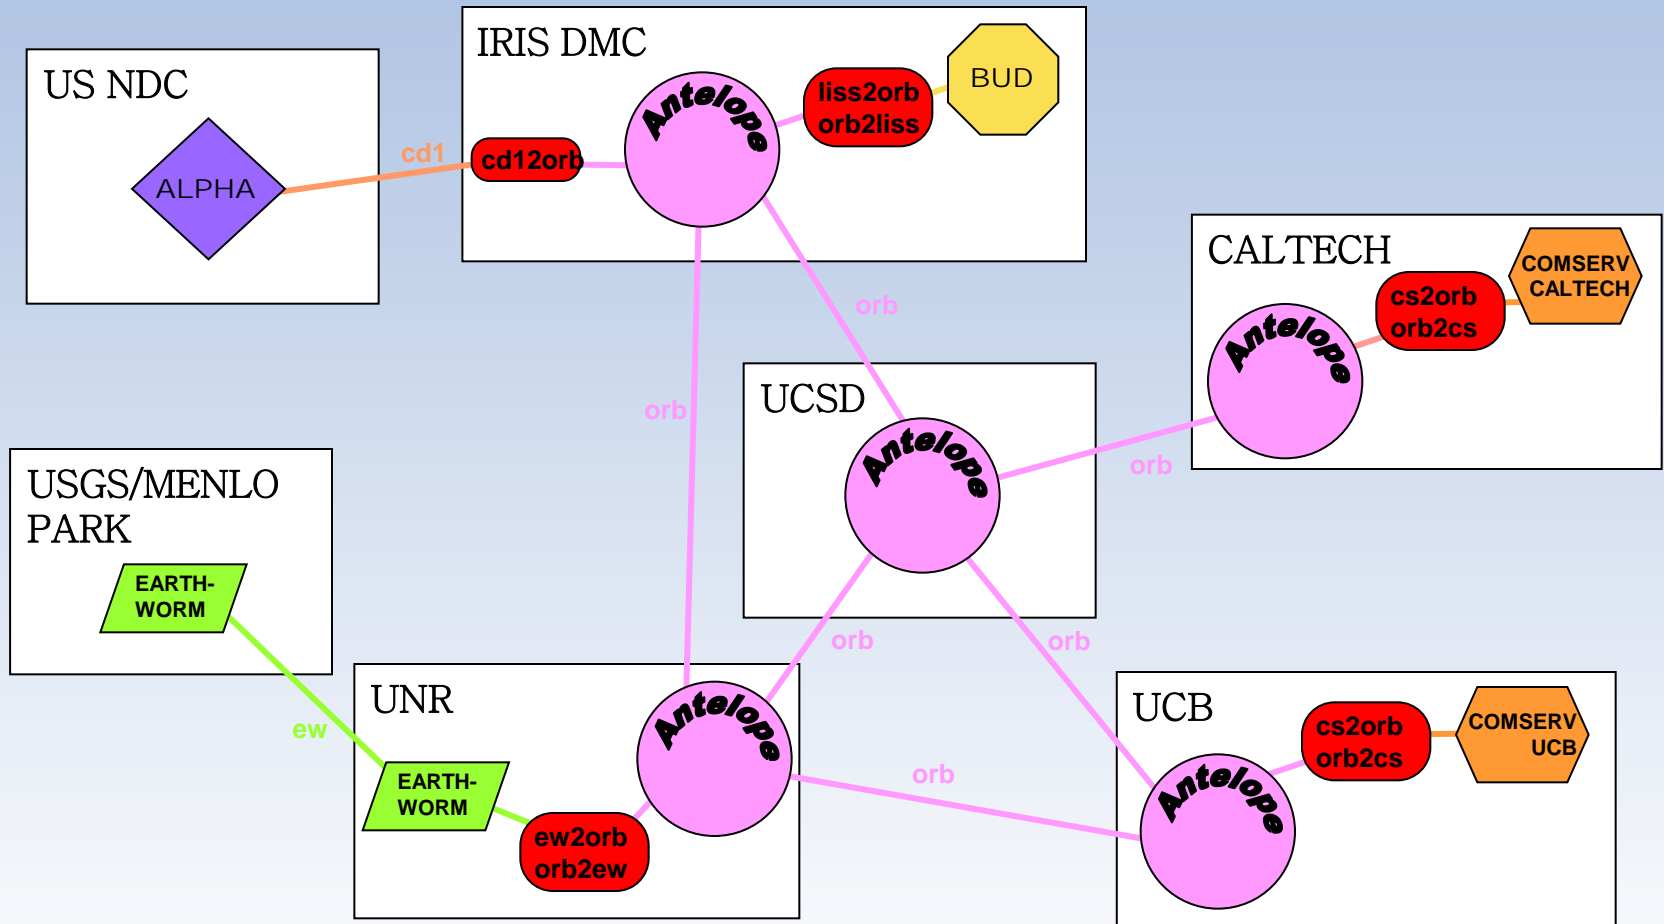 US NDC
ALPHA
cd1
IRIS DMC
cd12orb
Antelope
liss2orb
orb2liss
BUD
orb
orb
CALTECH
Antelope
cs2orb
orb2cs
COMSERV
CALTECH
UCSD
Antelope
orb
USGS/MENLO
PARK
EARTH-
WORM
ew
orb
orb
UNR
EARTH-
WORM
ew2orb
orb2ew
Antelope
orb
UCB
Antelope
cs2orb
orb2cs
COMSERV
UCB